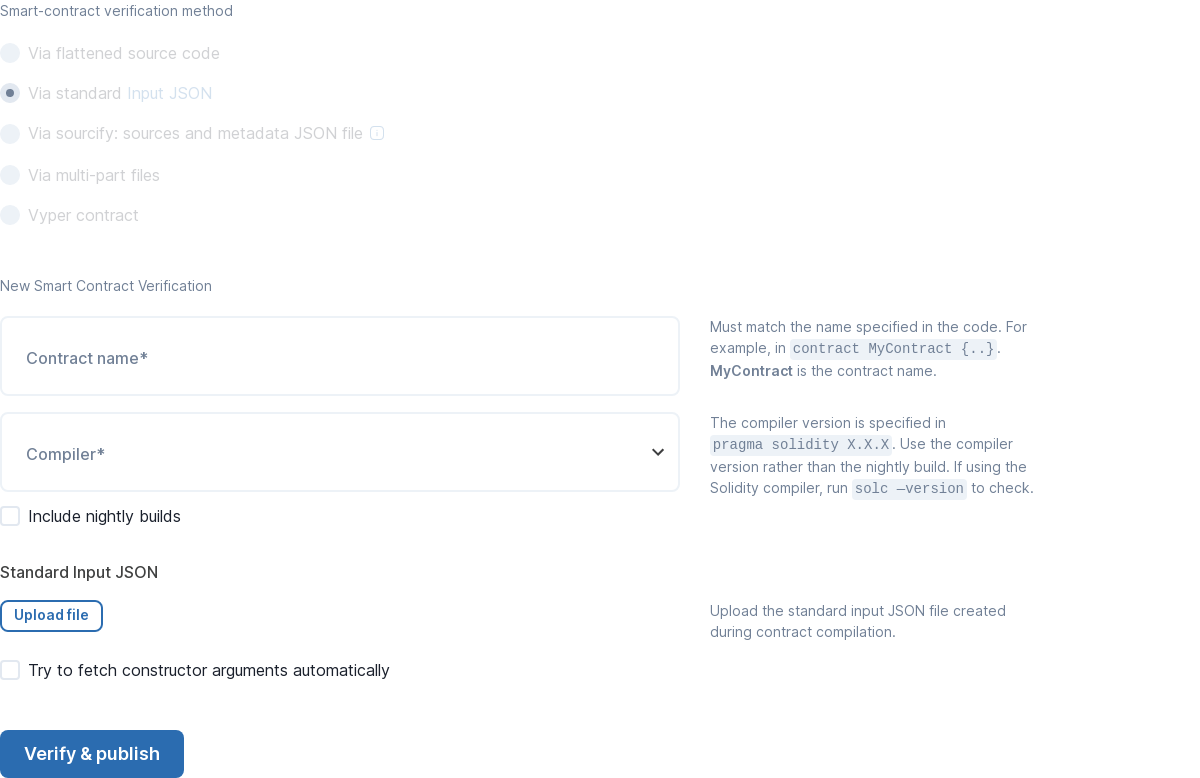 Smart-contract verification method
Via flattened source code
Via standard Input JSON
Via sourcify: sources and metadata JSON file
Via multi-part files
Vyper contract
New Smart Contract Verification
Contract name*
Must match the name specified in the code. For
example, in contract MyContract {..}.
MyContract is the contract name.
Compiler*
The compiler version is specified in
pragma solidity X.X.X. Use the compiler
version rather than the nightly build. If using the
Solidity compiler, run solc —version to check.
Include nightly builds
Standard Input JSON
Upload file
Upload the standard input JSON file created
during contract compilation.
Try to fetch constructor arguments automatically
Verify & publish